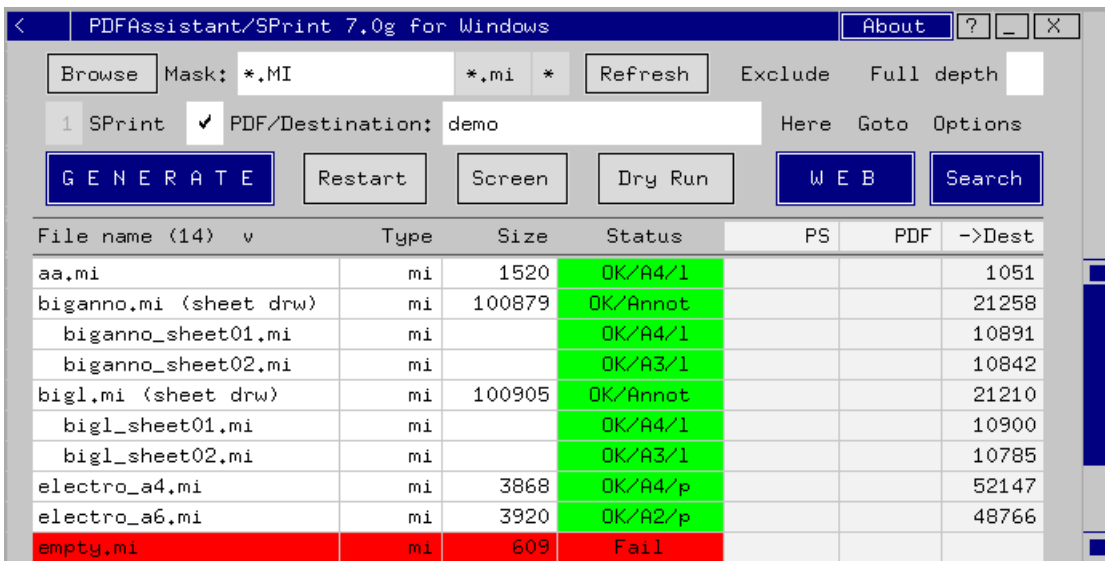 < PDFAssistant/SPrint 7.0g for Windows About ? _ X
Browse Mask: *.MI *.mi * Refresh Exclude Full depth
1 SPrint ✓ PDF/Destination: demo Here Goto Options
G E N E R A T E Restart Screen Dry Run W E B Search
File name (14) v Type Size Status PS PDF ->Dest
aa.mi mi 1520 OK/A4/l 1051
biganno.mi (sheet drw) mi 100879 OK/Annot 21258
biganno_sheet01.mi mi OK/A4/l 10891
biganno_sheet02.mi mi OK/A3/l 10842
bigl.mi (sheet drw) mi 100905 OK/Annot 21210
bigl_sheet01.mi mi OK/A4/l 10900
bigl_sheet02.mi mi OK/A3/l 10785
electro_a4.mi mi 3868 OK/A4/p 52147
electro_a6.mi mi 3920 OK/A2/p 48766
empty.mi mi 609 Fail